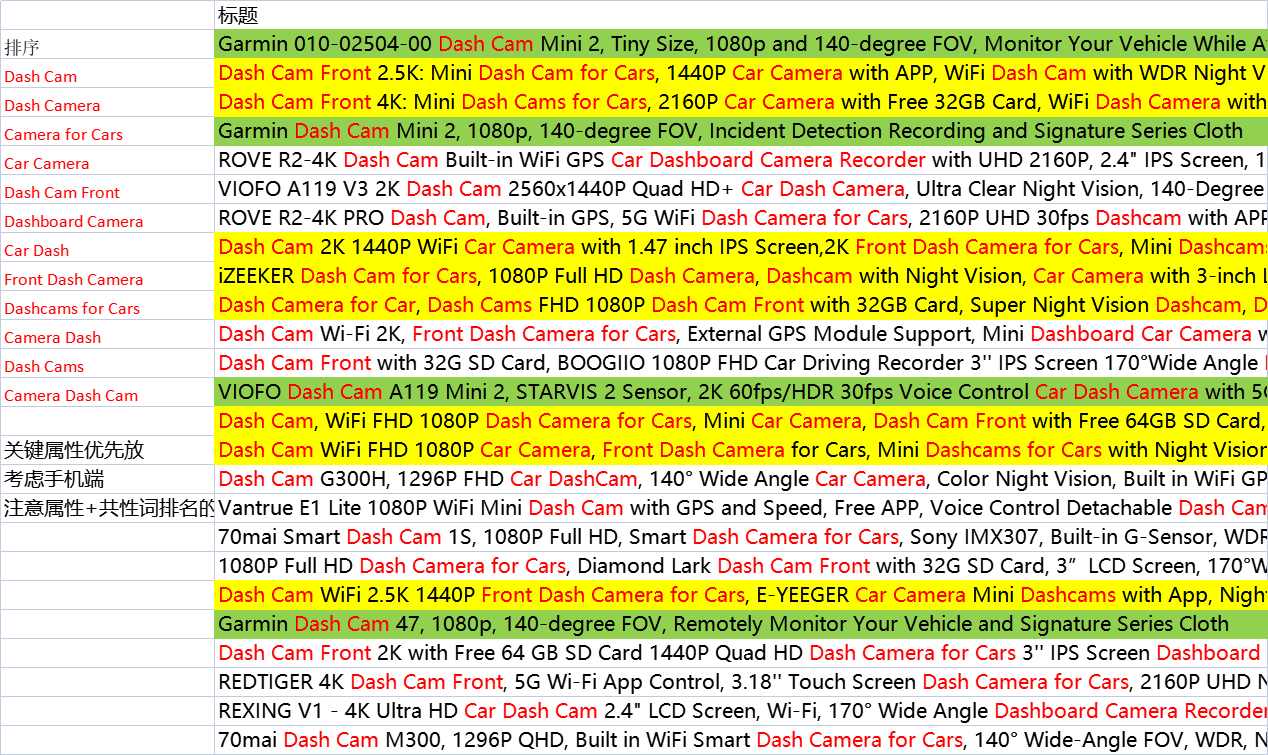 标题
排序 Garmin 010-02504-00 Dash Cam Mini 2, Tiny Size, 1080p and 140-degree FOV, Monitor Your Vehicle While
Dash Cam Dash Cam Front 2.5K: Mini Dash Cam for Cars, 1440P Car Camera with APP, WiFi Dash Cam with WDR Night
Dash Camera Dash Cam Front 4K: Mini Dash Cams for Cars, 2160P Car Camera with Free 32GB Card, WiFi Dash Camera with
Camera for Cars Garmin Dash Cam Mini 2, 1080p, 140-degree FOV, Incident Detection Recording and Signature Series Cloth
Car Camera ROVE R2-4K Dash Cam Built-in WiFi GPS Car Dashboard Camera Recorder with UHD 2160P, 2.4" IPS Screen, 1
Dash Cam Front VIOFO A119 V3 2K Dash Cam 2560x1440P Quad HD+ Car Dash Camera, Ultra Clear Night Vision, 140-Degree
Dashboard Camera ROVE R2-4K PRO Dash Cam, Built-in GPS, 5G WiFi Dash Camera for Cars, 2160P UHD 30fps Dashcam with APP
Car Dash Dash Cam 2K 1440P WiFi Car Camera with 1.47 inch IPS Screen,2K Front Dash Camera for Cars, Mini Dashcams
Front Dash Camera iZEEKER Dash Cam for Cars, 1080P Full HD Dash Camera, Dashcam with Night Vision, Car Camera with 3-inch
Dashcams for Cars Dash Camera for Car, Dash Cams FHD 1080P Dash Cam Front with 32GB Card, Super Night Vision Dashcam,
Camera Dash Dash Cam Wi-Fi 2K, Front Dash Camera for Cars, External GPS Module Support, Mini Dashboard Car Camera
Dash Cams Dash Cam Front with 32G SD Card, BOOGIIO 1080P FHD Car Driving Recorder 3'' IPS Screen 170°Wide Angle
Camera Dash Cam VIOFO Dash Cam A119 Mini 2, STARVIS 2 Sensor, 2K 60fps/HDR 30fps Voice Control Car Dash Camera with
Dash Cam, WiFi FHD 1080P Dash Camera for Cars, Mini Car Camera, Dash Cam Front with Free 64GB SD Card,
关键属性优先放 Dash Cam WiFi FHD 1080P Car Camera, Front Dash Camera for Cars, Mini Dashcams for Cars with Night Vision
考虑手机端 Dash Cam G300H, 1296P FHD Car DashCam, 140° Wide Angle Car Camera, Color Night Vision, Built in WiFi
注意属性+共性词排名的 Vantrue E1 Lite 1080P WiFi Mini Dash Cam with GPS and Speed, Free APP, Voice Control Detachable Dash Cam
70mai Smart Dash Cam 1S, 1080P Full HD, Smart Dash Camera for Cars, Sony IMX307, Built-in G-Sensor, WDR
1080P Full HD Dash Camera for Cars, Diamond Lark Dash Cam Front with 32G SD Card, 3” LCD Screen, 170°W
Dash Cam WiFi 2.5K 1440P Front Dash Camera for Cars, E-YEEGER Car Camera Mini Dashcams with App, Night
Garmin Dash Cam 47, 1080p, 140-degree FOV, Remotely Monitor Your Vehicle and Signature Series Cloth
Dash Cam Front 2K with Free 64 GB SD Card 1440P Quad HD Dash Camera for Cars 3'' IPS Screen Dashboard
REDTIGER 4K Dash Cam Front, 5G Wi-Fi App Control, 3.18'' Touch Screen Dash Camera for Cars, 2160P UHD
REXING V1 - 4K Ultra HD Car Dash Cam 2.4" LCD Screen, Wi-Fi, 170° Wide Angle Dashboard Camera Recorder
70mai Dash Cam M300, 1296P QHD, Built in WiFi Smart Dash Camera for Cars, 140° Wide-Angle FOV, WDR,